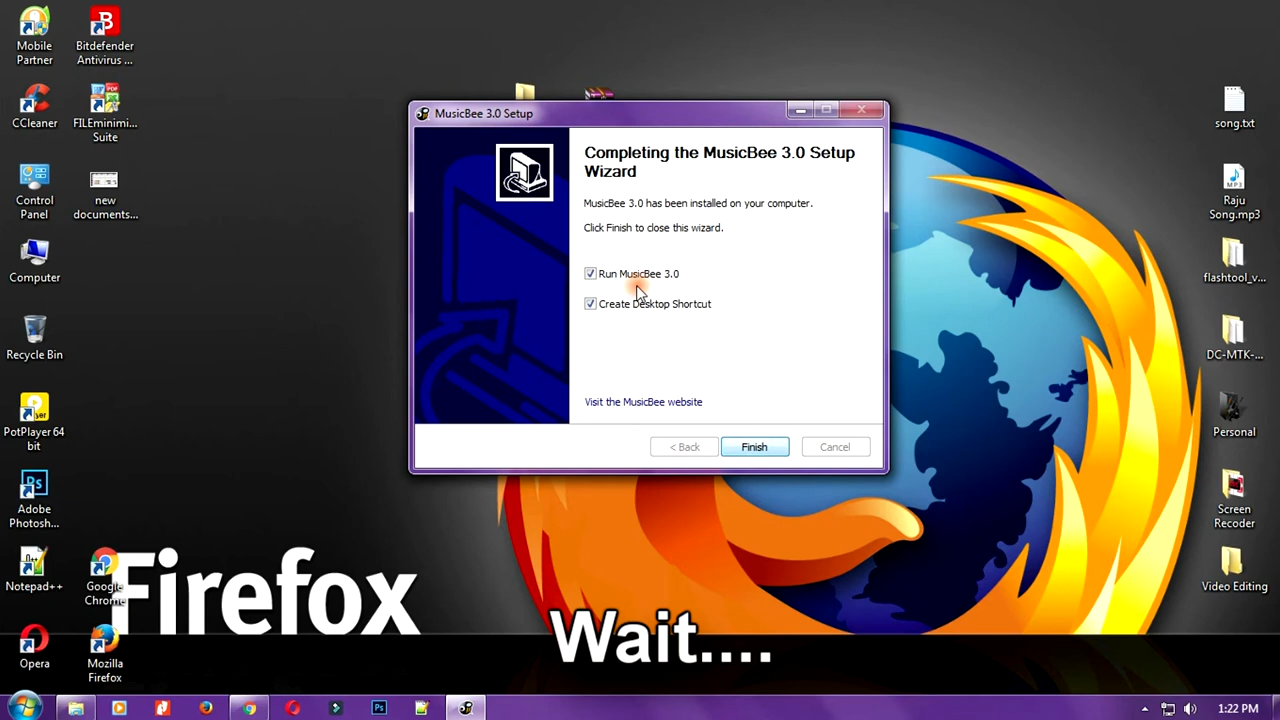 Mobile
Partner
Bitdefender
Antivirus ...
CCleaner
FILEminimi...
Suite
Control
Panel
new
documents...
Computer
Recycle Bin
PotPlayer 64
bit
Adobe
Photosh...
Notepad++
Google
Chrome
Opera
Mozilla
Firefox
MusicBee 3.0 Setup
Completing the MusicBee 3.0 Setup
Wizard
MusicBee 3.0 has been installed on your computer.
Click Finish to close this wizard.
Run MusicBee 3.0
Create Desktop Shortcut
Visit the MusicBee website
< Back
Finish
Cancel
song.txt
Raju
Song.mp3
flashtool_v...
DC-MTK-...
Personal
Screen
Recoder
Video Editing
Firefox
Wait....
1:22 PM